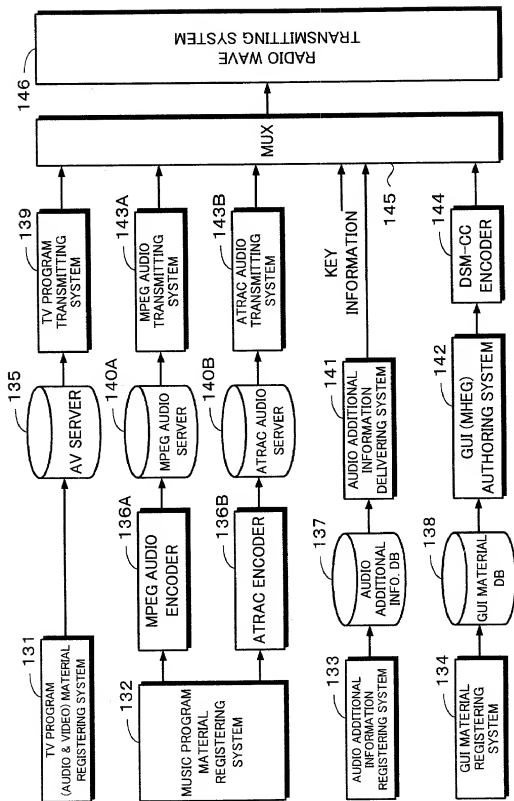 131
TV PROGRAM
(AUDIO & VIDEO) MATERIAL
REGISTERING SYSTEM
135
AV SERVER
139
TV PROGRAM
TRANSMITTING
SYSTEM
132
MUSIC PROGRAM
MATERIAL
REGISTERING
SYSTEM
136A
MPEG AUDIO
ENCODER
140A
MPEG AUDIO
SERVER
143A
MPEG AUDIO
TRANSMITTING
SYSTEM
136B
ATRAC ENCODER
140B
ATRAC AUDIO
SERVER
143B
ATRAC AUDIO
TRANSMITTING
SYSTEM
133
AUDIO ADDITIONAL
INFORMATION
REGISTERING SYSTEM
137
AUDIO
ADDITIONAL
INFO. DB
141
AUDIO ADDITIONAL
INFORMATION
DELIVERING SYSTEM
KEY
INFORMATION
134
GUI MATERIAL
REGISTERING
SYSTEM
138
GUI MATERIAL
DB
142
GUI (MHEG)
AUTHORING SYSTEM
144
DSM-CC
ENCODER
145
MUX
146
RADIO WAVE
TRANSMITTING SYSTEM